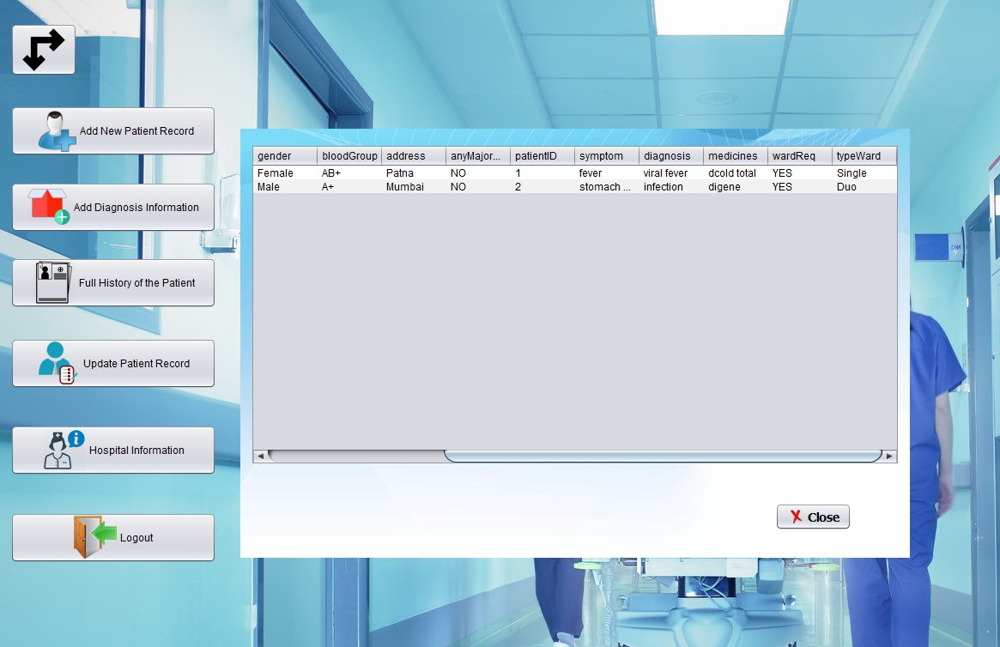 Add New Patient Record
Add Diagnosis Information
Full History of the Patient
Update Patient Record
Hospital Information
Logout
gender bloodGroup address anyMajor... patientID symptom diagnosis medicines wardReq typeWard
Female AB+ Patna NO 1 fever viral fever dcold total YES Single
Male A+ Mumbai NO 2 stomach ... infection digene YES Duo
Close